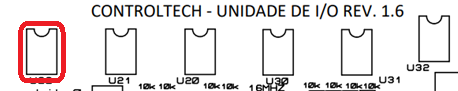 CONTROLTECH - UNIDADE DE I/O REV. 1.6
U32
U21 U20 U30 U31
10k 10k 10k 10k 16MHZ 10k 10k 10k 10k